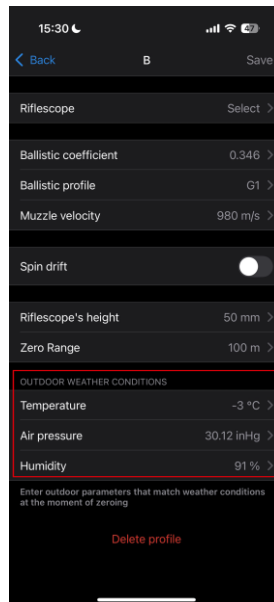 15:30
47
Back
B
Save
Riflescope Select
Ballistic coefficient 0.346
Ballistic profile G1
Muzzle velocity 980 m/s
Spin drift
Riflescope's height 50 mm
Zero Range 100 m
OUTDOOR WEATHER CONDITIONS
Temperature -3 °C
Air pressure 30.12 inHg
Humidity 91 %
Enter outdoor parameters that match weather conditions
at the moment of zeroing
Delete profile